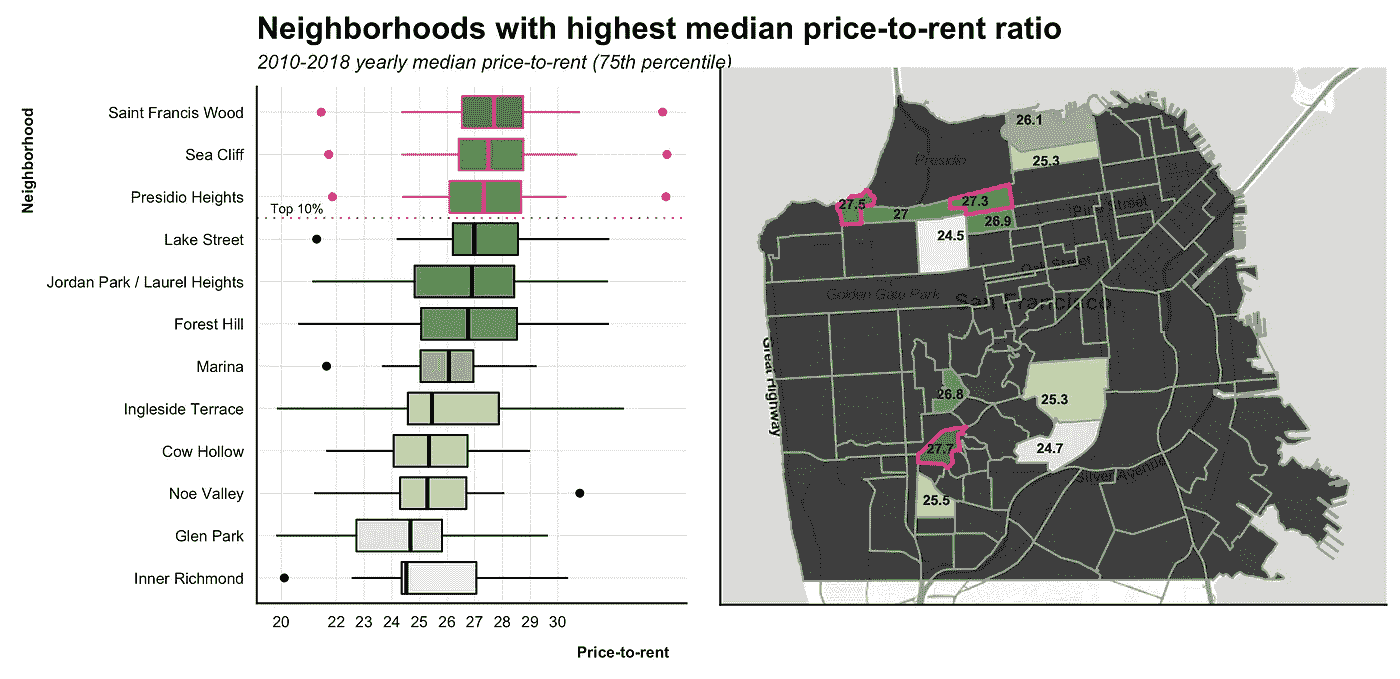 Neighborhoods with highest median price-to-rent ratio
2010-2018 yearly median price-to-rent (75th percentile)
Neighborhood
Saint Francis Wood
Sea Cliff
Presidio Heights
Top 10%
Lake Street
Jordan Park / Laurel Heights
Forest Hill
Marina
Ingleside Terrace
Cow Hollow
Noe Valley
Glen Park
Inner Richmond
20 22 23 24 25 26 27 28 29 30
Price-to-rent
26.1
25.3
Presidio
27.5
27
27.3
26.9
Pine Street
24.5
Oak Street
Golden Gate Park
San Francisco
Great Highway
26.8
25.3
27.7
24.7
Silver Avenue
25.5